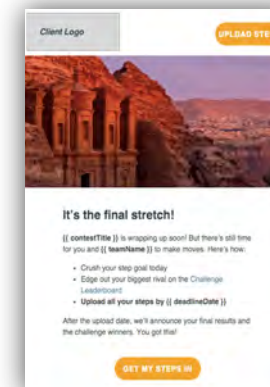 Client Logo
UPLOAD STE
it's the final stretch!
{{ contestTitle }} is wrapping up soon! But there's still time
for you and {{ teamName }} to make moves. Here's how:
• Crush your step goal today
• Edge out your biggest rival on the Challenge
Leaderboard
• Upload all your steps by {{ deadlineDate }}
After the upload date, we'll announce your final results and
the challenge winners. You got this!
GET MY STEPS IN